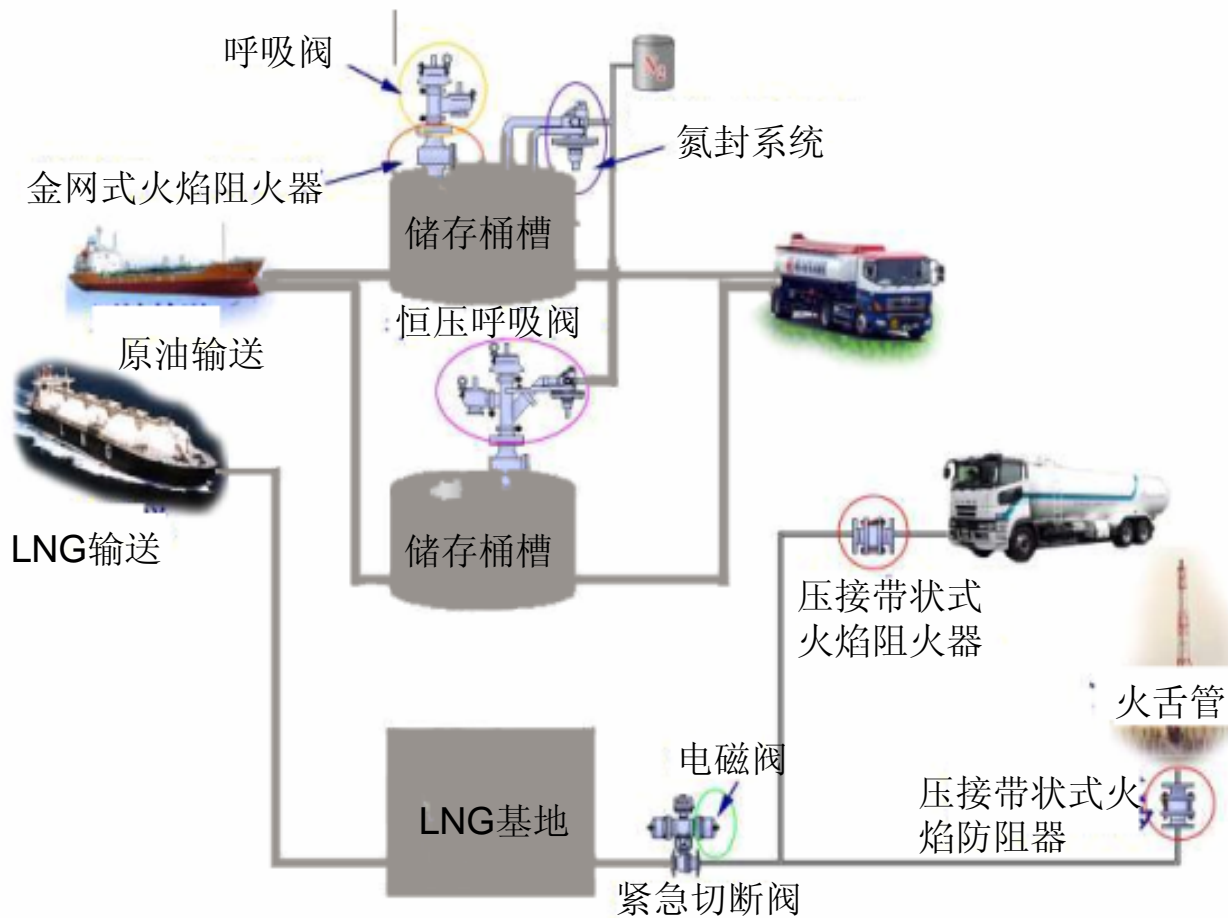 呼吸阀
N2
氮封系统
金网式火焰阻火器
储存桶槽
恒压呼吸阀
原油输送
LNG输送
储存桶槽
压接带状式
火焰阻火器
火舌管
电磁阀
压接带状式火
焰防阻器
LNG基地
紧急切断阀